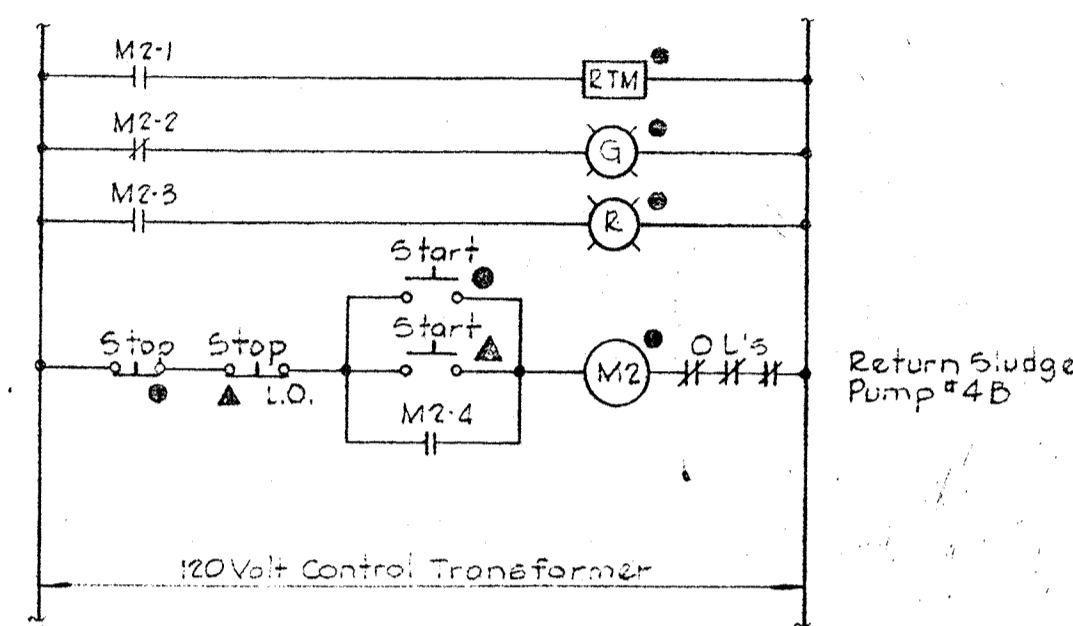 M2-1
RTM
M2-2
G
M2-3
R
Start
Start
Stop Stop
M2 OL's
L.O.
M2-4
Return Sludge
Pump #4B
120 Volt Control Transformer